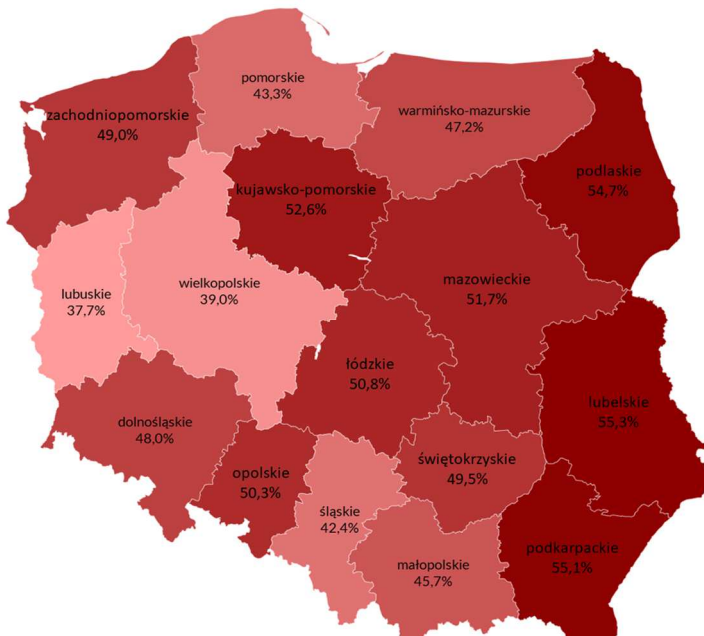 pomorskie
43,3%
zachodniopomorskie
49,0%
warmińsko-mazurskie
47,2%
podlaskie
54,7%
kujawsko-pomorskie
52,6%
mazowieckie
51,7%
wielkopolskie
39,0%
lubuskie
37,7%
łódzkie
50,8%
lubelskie
55,3%
dolnośląskie
48,0%
świętokrzyskie
49,5%
opolskie
50,3%
śląskie
42,4%
podkarpackie
55,1%
małopolskie
45,7%